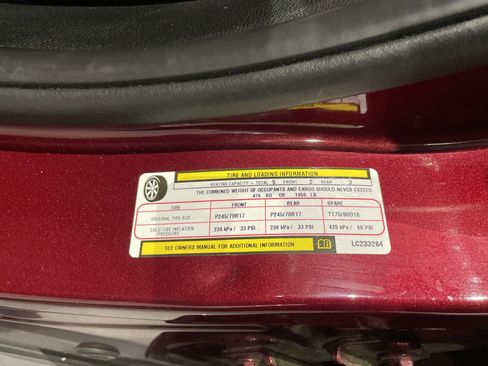 TIRE AND LOADING INFORMATION
SEATING CAPACITY - TOTAL 5 FRONT 2 REAR 3
THE COMBINED WEIGHT OF OCCUPANTS AND CARGO SHOULD NEVER EXCEED
476 KG OR 1050 LB
TIRE FRONT REAR SPARE
ORIGINAL TIRE SIZE P245/70R17 P245/70R17 T175/90D18
COLD TIRE INFLATION PRESSURE 230 kPa / 33 PSI 230 kPa / 33 PSI 420 kPa / 60 PSI
SEE OWNERS MANUAL FOR ADDITIONAL INFORMATION LC233284